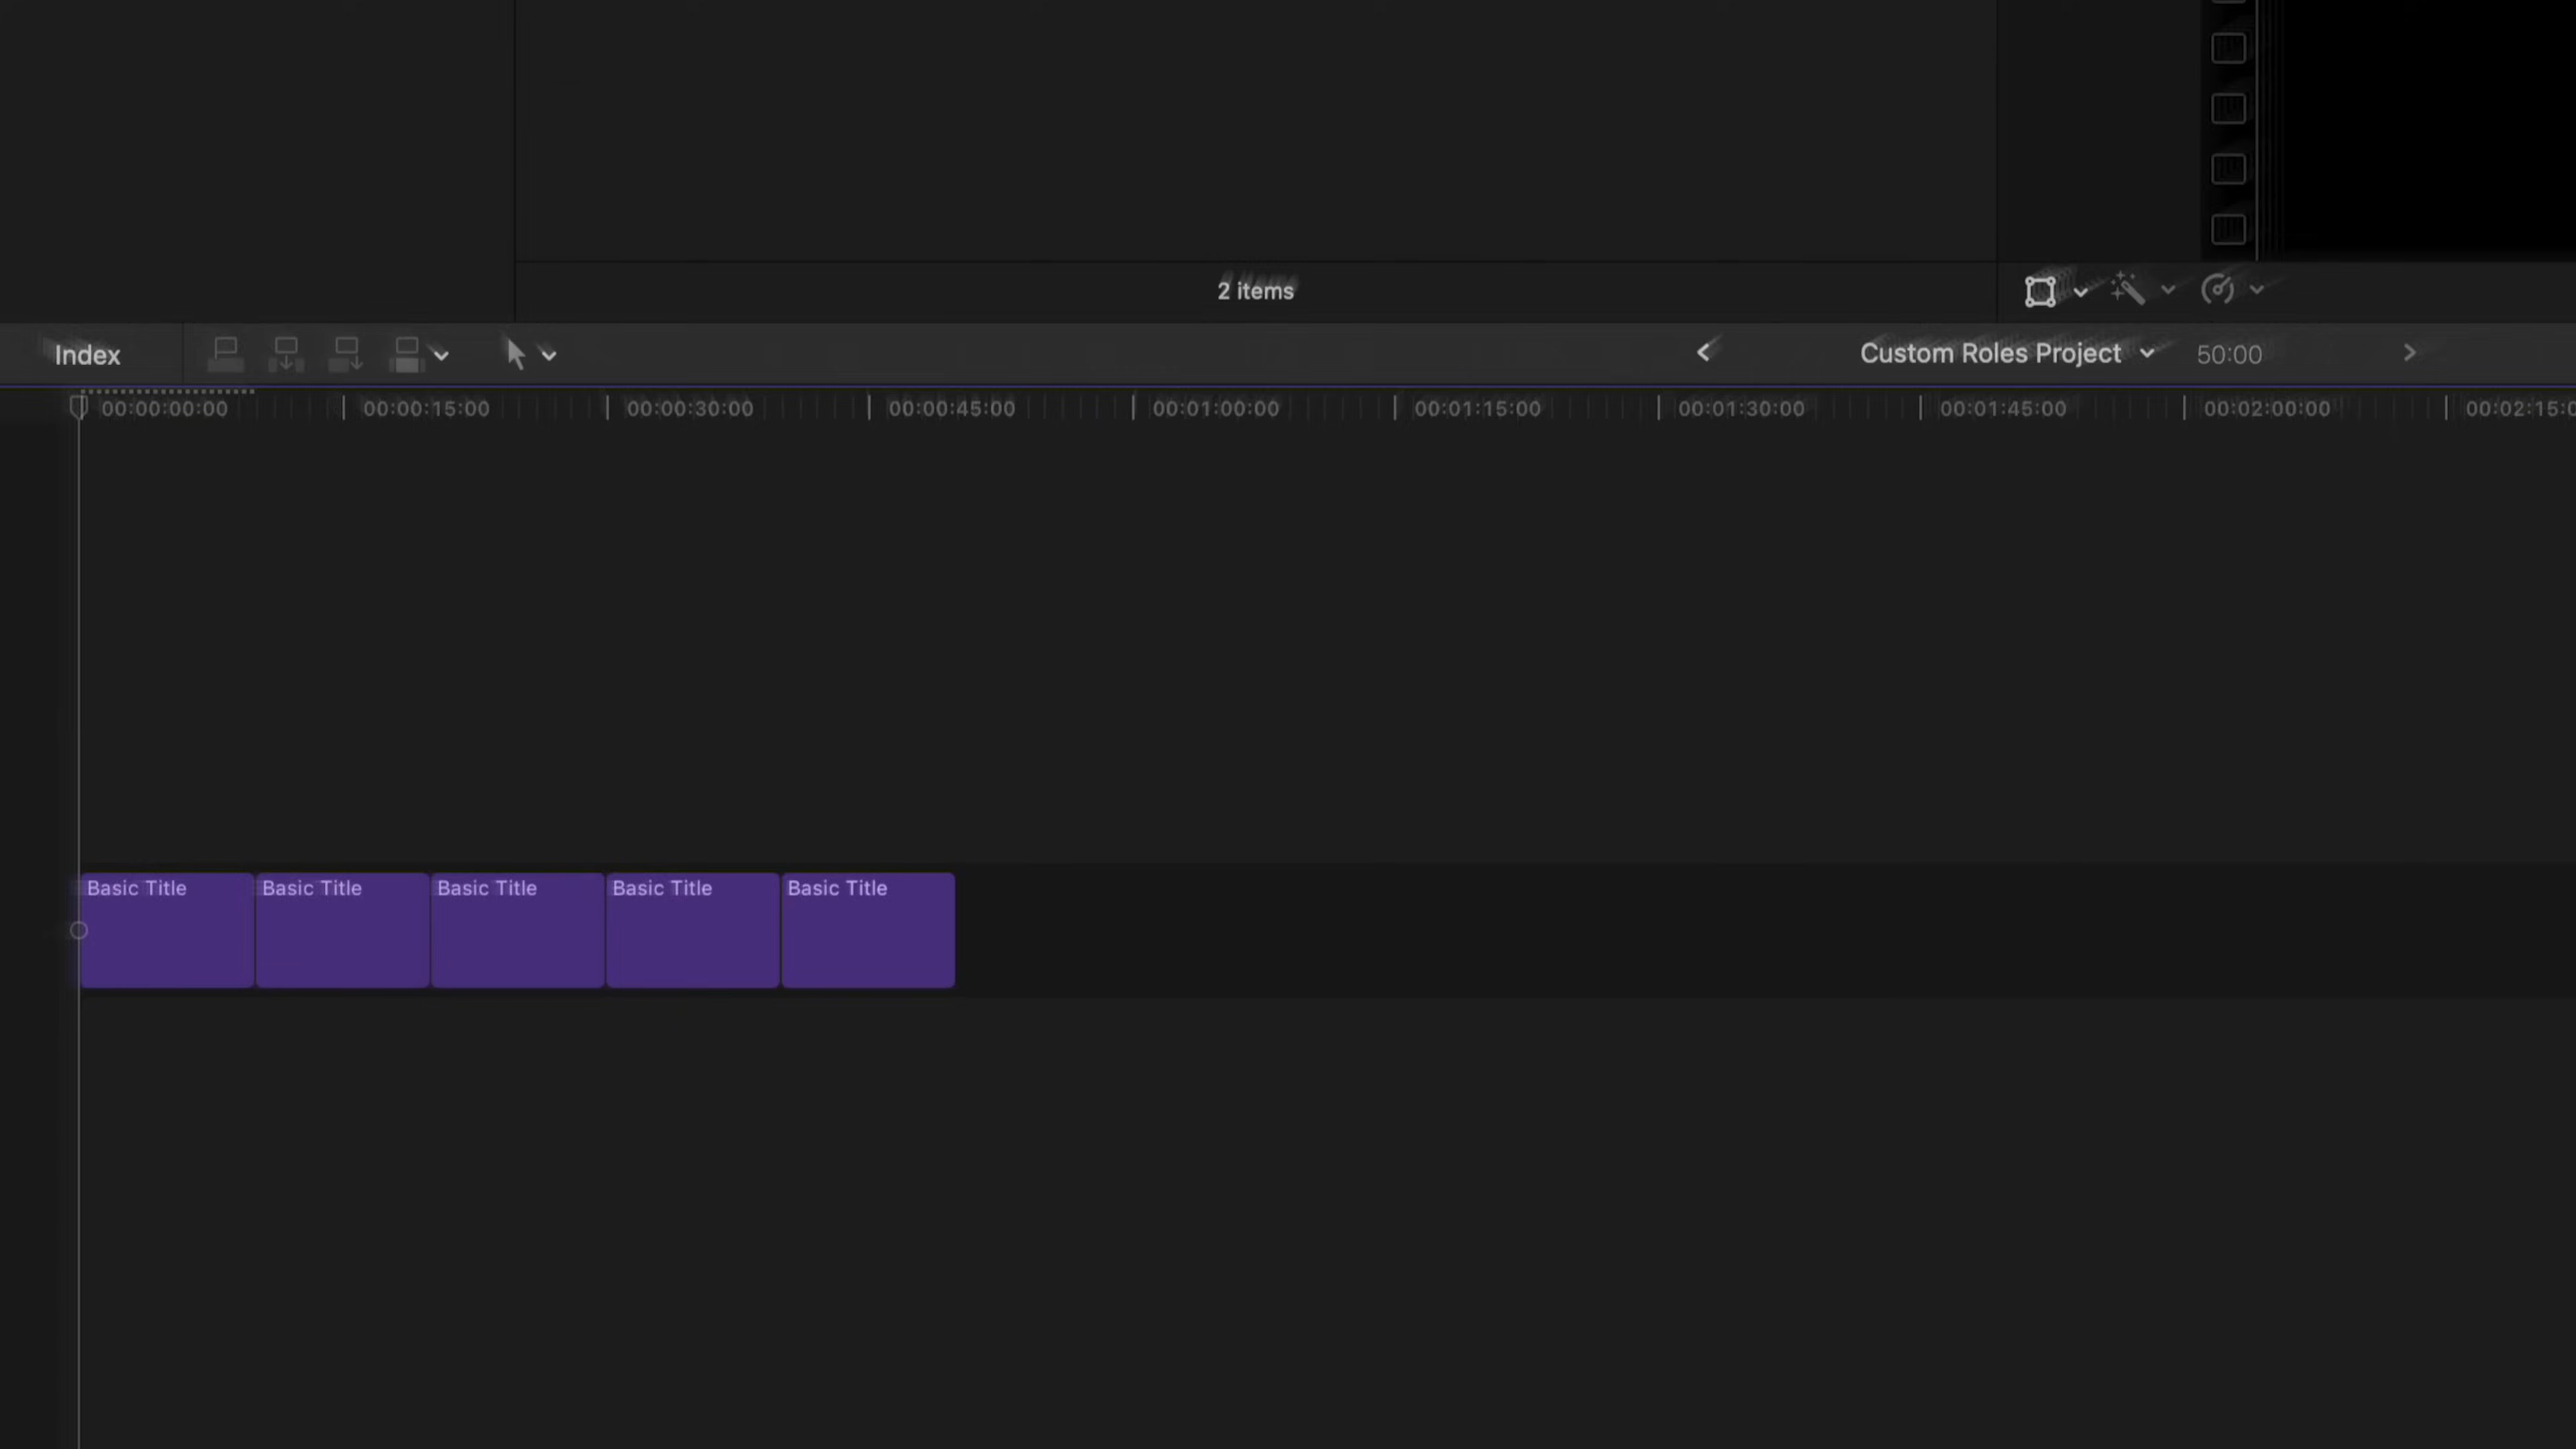 2 items
Index
Custom Roles Project 50:00
00:00:00:00 00:00:15:00 00:00:30:00 00:00:45:00 00:01:00:00 00:01:15:00 00:01:30:00 00:01:45:00 00:02:00:00 00:02:15:0
Basic Title Basic Title Basic Title Basic Title Basic Title